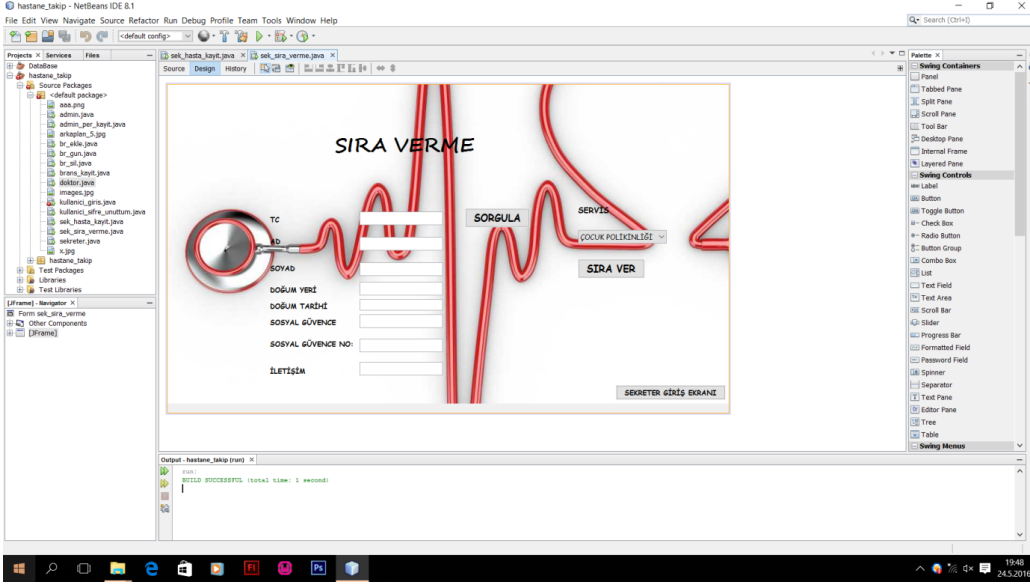 hastane_takip - NetBeans IDE 8.1
File Edit View Navigate Source Refactor Run Debug Profile Team Tools Window Help
Search (Ctrl+I)
<default config>
Projects Services Files
sek_hasta_kayit.java sek_sira_verme.java
Source Design History
DataBase
hastane_takip
Source Packages
<default package>
aaa.png
admin.java
admin_per_kayit.java
arkaplan_5.jpg
br_ekle.java
br_gun.java
br_sil.java
brans_kayit.java
doktor.java
images.jpg
kullanici_giris.java
kullanici_sifre_unuttum.java
sek_hasta_kayit.java
sek_sira_verme.java
sekreter.java
x.jpg
hastane_takip
Test Packages
Libraries
Test Libraries
[JFrame] - Navigator
Form sek_sira_verme
Other Components
[JFrame]
SIRA VERME
TC
AD
SOYAD
DOĞUM YERİ
DOĞUM TARİHİ
SOSYAL GÜVENCE
SOSYAL GÜVENCE NO:
İLETİŞİM
SORGULA
SERVİS
ÇOCUK POLİKİNLİĞİ
SIRA VER
SEKRETER GİRİŞ EKRANI
Palette
Swing Containers
Panel
Tabbed Pane
Split Pane
Scroll Pane
Tool Bar
Desktop Pane
Internal Frame
Layered Pane
Swing Controls
Label
Button
Toggle Button
Check Box
Radio Button
Button Group
Combo Box
List
Text Field
Text Area
Scroll Bar
Slider
Progress Bar
Formatted Field
Password Field
Spinner
Separator
Text Pane
Editor Pane
Tree
Table
Swing Menus
Output - hastane_takip (run)
run:
BUILD SUCCESSFUL (total time: 1 second)
Fl
Ps
19:48
24.5.2016